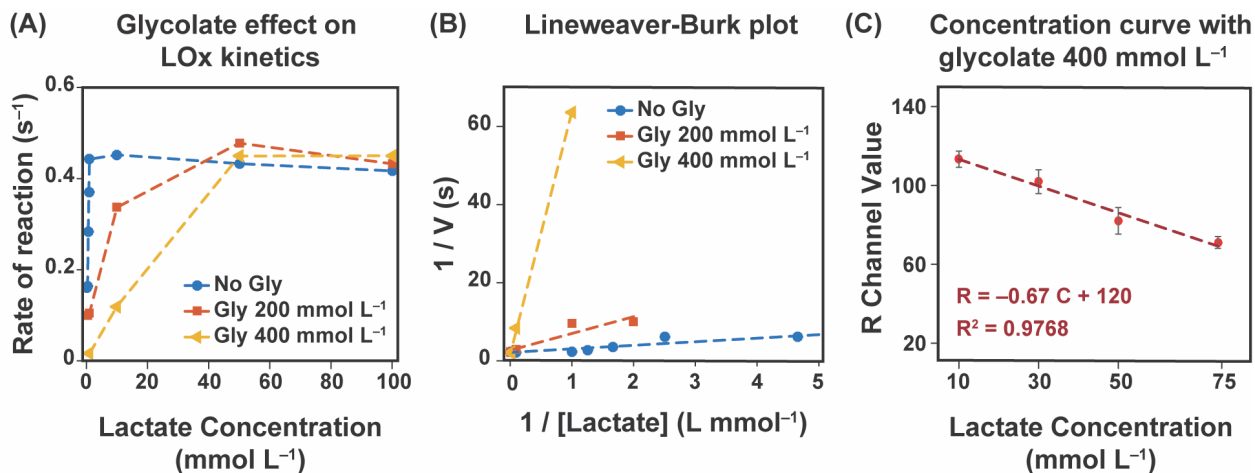 (A) Glycolate effect on
LOx kinetics
Rate of reaction (s⁻¹)
0.6
0.4
0.2
0
No Gly
Gly 200 mmol L⁻¹
Gly 400 mmol L⁻¹
0 20 40 60 80 100
Lactate Concentration
(mmol L⁻¹)
(B) Lineweaver-Burk plot
1 / V (s)
60
40
20
0
No Gly
Gly 200 mmol L⁻¹
Gly 400 mmol L⁻¹
0 1 2 3 4 5
1 / [Lactate] (L mmol⁻¹)
(C) Concentration curve with
glycolate 400 mmol L⁻¹
R Channel Value
140
100
60
20
R = –0.67 C + 120
R² = 0.9768
10 30 50 75
Lactate Concentration
(mmol L⁻¹)